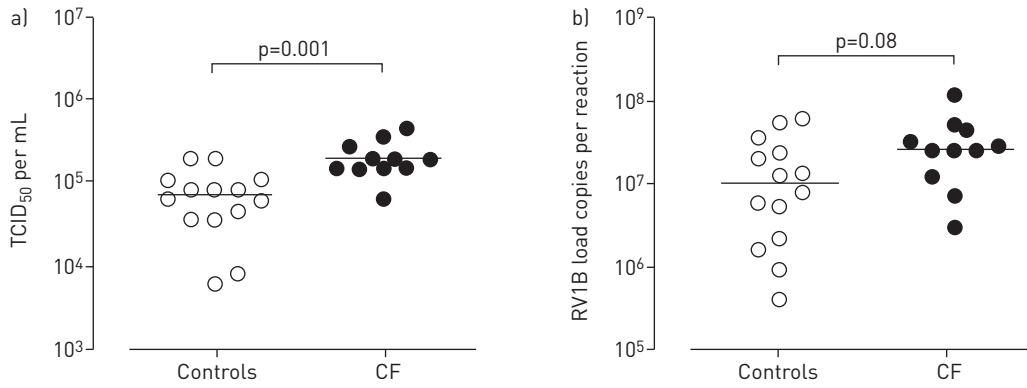 a)
10⁷
10⁶
10⁵
10⁴
10³
TCID₅₀ per mL
p=0.001
Controls CF
b)
10⁹
10⁸
10⁷
10⁶
10⁵
RV1B load copies per reaction
p=0.08
Controls CF